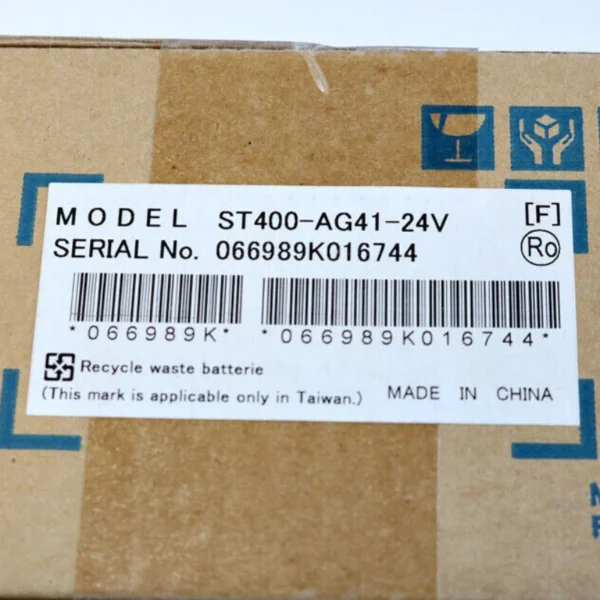 MODEL ST400-AG41-24V [F]
SERIAL No. 066989K016744 Ro
*066989K* *066989K016744*
Recycle waste batterie
(This mark is applicable only in Taiwan.) MADE IN CHINA